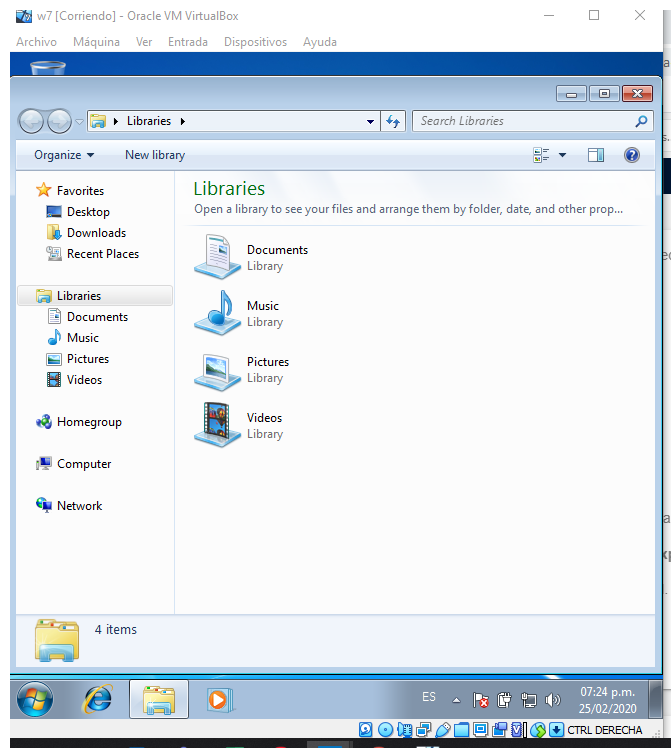 w7 [Corriendo] - Oracle VM VirtualBox
Archivo Máquina Ver Entrada Dispositivos Ayuda
Libraries
Search Libraries
Organize New library
Favorites
Desktop
Downloads
Recent Places
Libraries
Documents
Music
Pictures
Videos
Homegroup
Computer
Network
Libraries
Open a library to see your files and arrange them by folder, date, and other prop...
Documents
Library
Music
Library
Pictures
Library
Videos
Library
4 items
ES
07:24 p.m.
25/02/2020
CTRL DERECHA